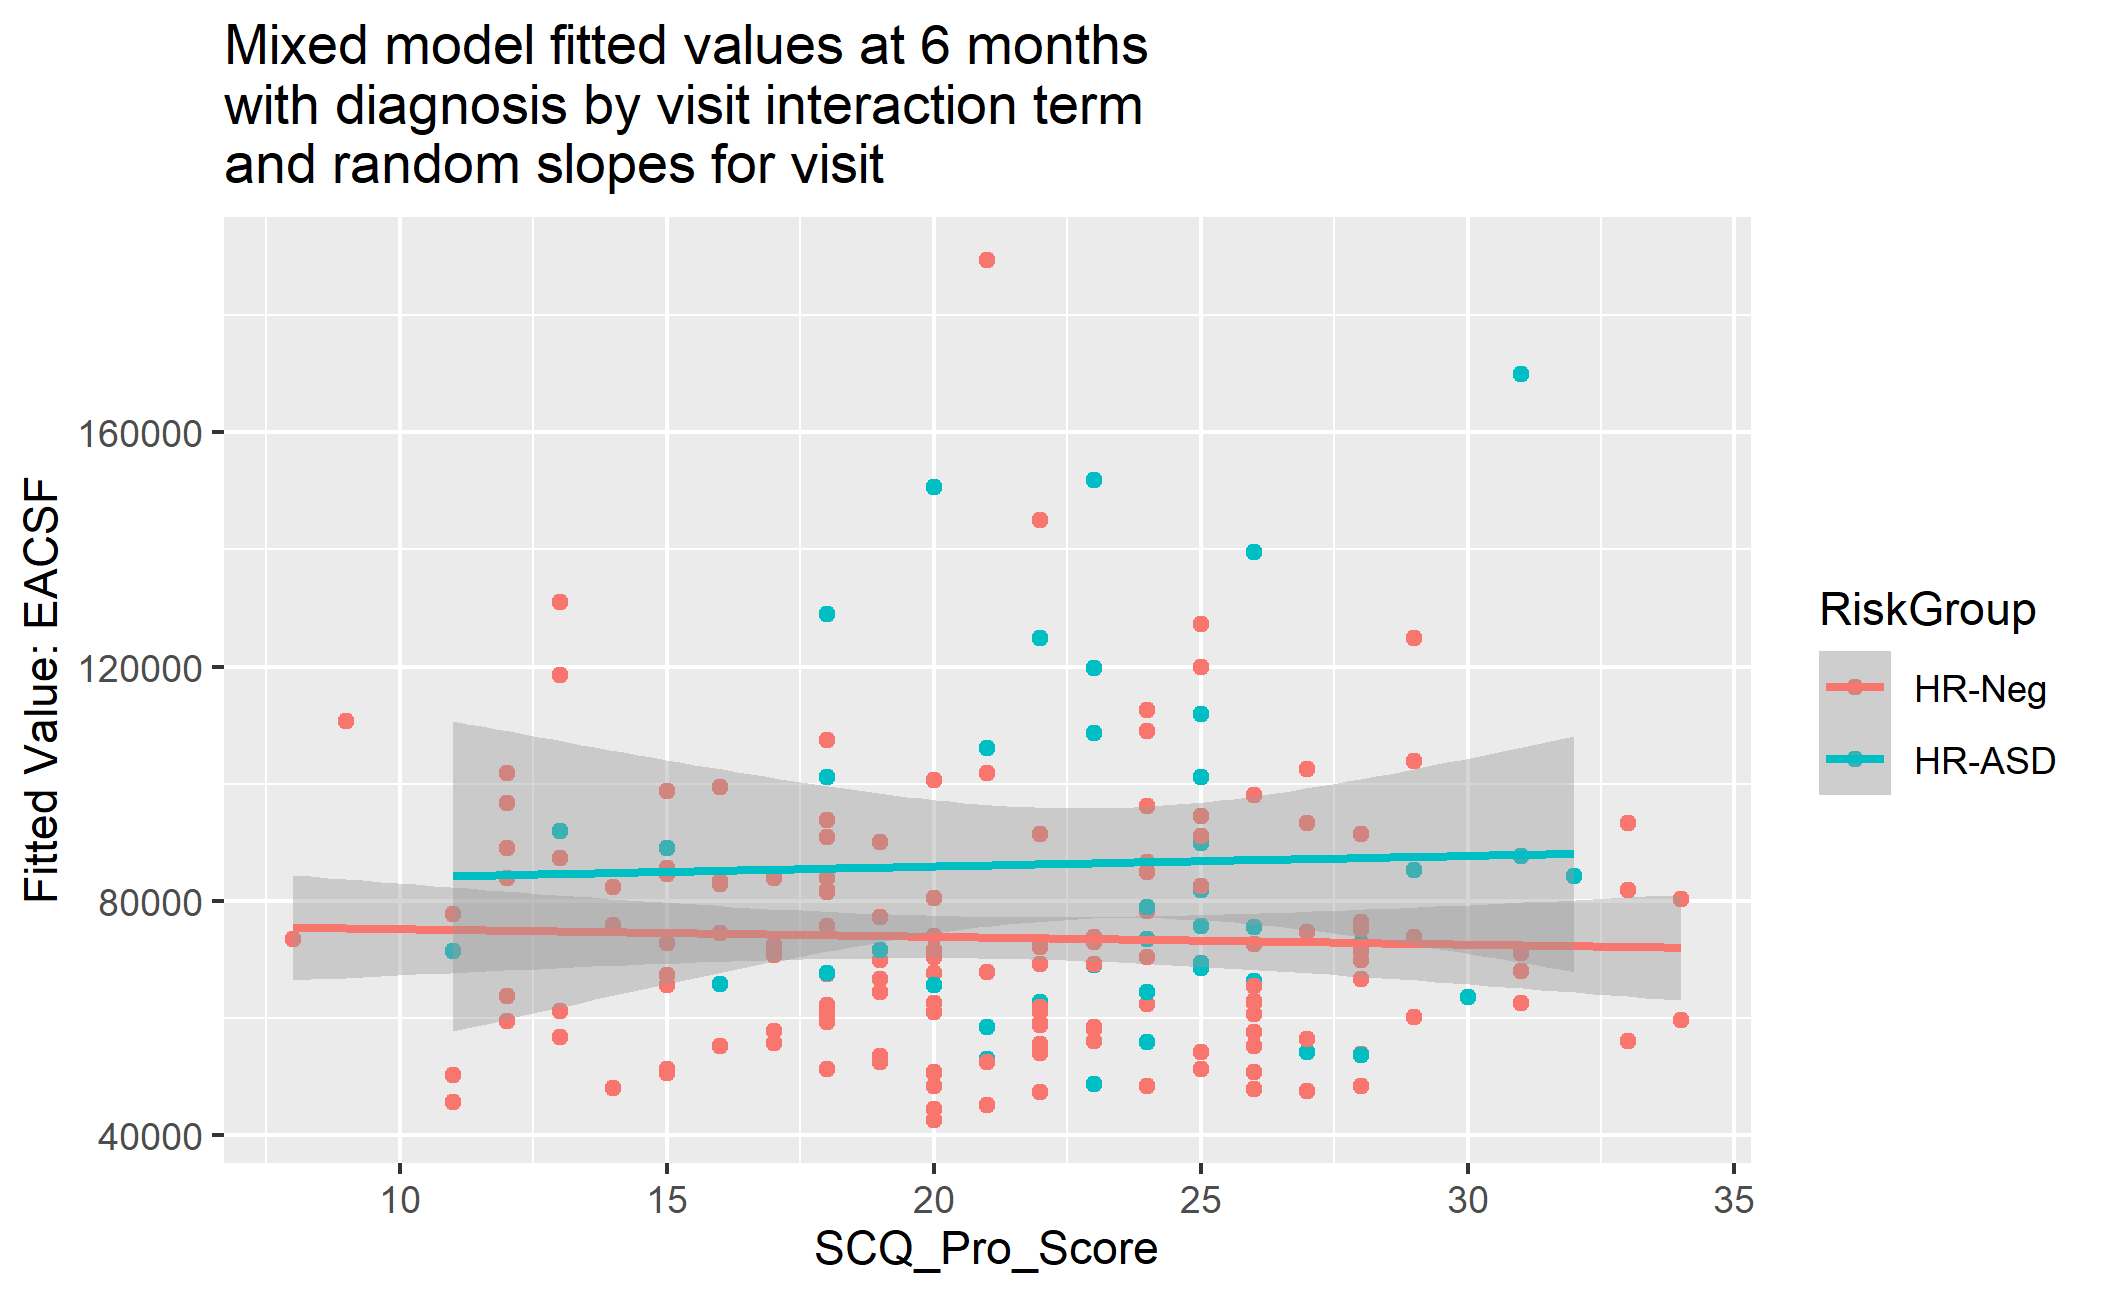 Mixed model fitted values at 6 months
with diagnosis by visit interaction term
and random slopes for visit
Fitted Value: EACSF
160000
120000
80000
40000
10
15
20
25
30
35
SCQ_Pro_Score
RiskGroup
HR-Neg
HR-ASD